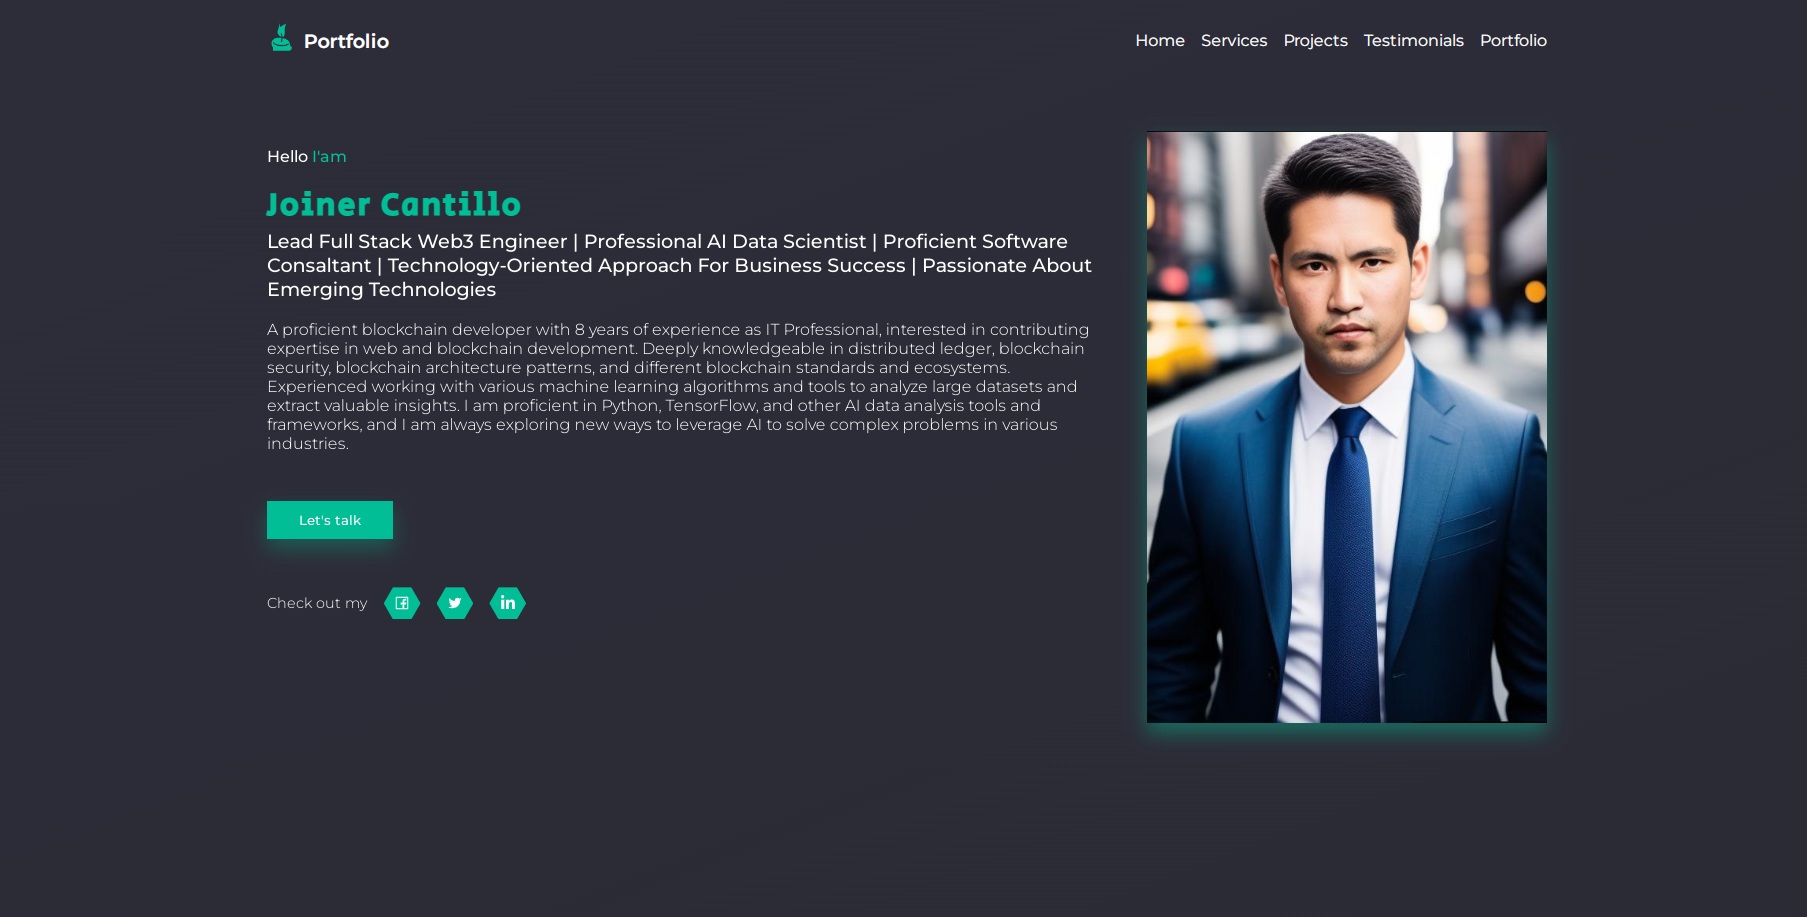 Portfolio
Home Services Projects Testimonials Portfolio
Hello I'am
Joiner Cantillo
Lead Full Stack Web3 Engineer | Professional AI Data Scientist | Proficient Software
Consaltant | Technology-Oriented Approach For Business Success | Passionate About
Emerging Technologies
A proficient blockchain developer with 8 years of experience as IT Professional, interested in contributing
expertise in web and blockchain development. Deeply knowledgeable in distributed ledger, blockchain
security, blockchain architecture patterns, and different blockchain standards and ecosystems.
Experienced working with various machine learning algorithms and tools to analyze large datasets and
extract valuable insights. I am proficient in Python, TensorFlow, and other AI data analysis tools and
frameworks, and I am always exploring new ways to leverage AI to solve complex problems in various
industries.
Let's talk
Check out my